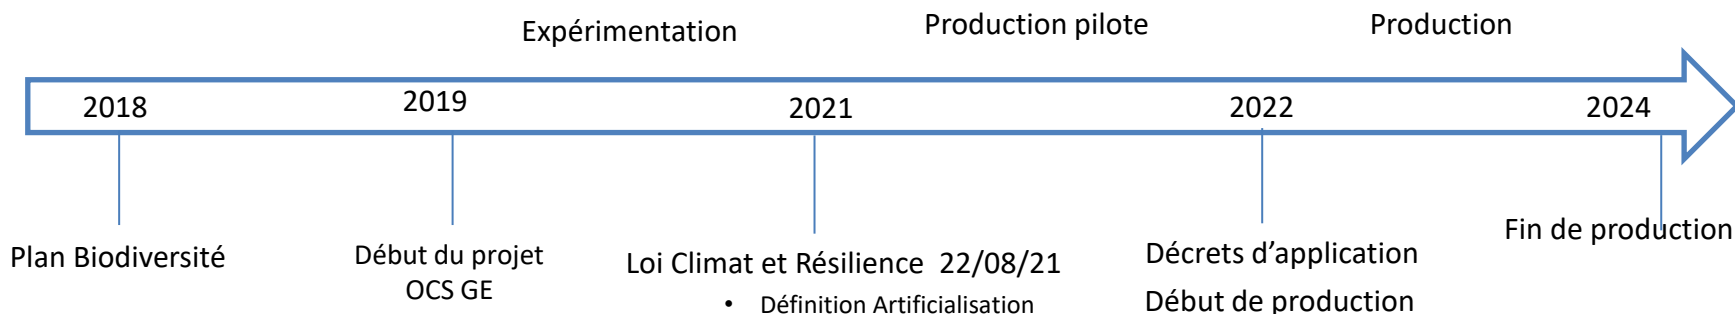 Expérimentation
Production pilote
Production
2018
2019
2021
2022
2024
Plan Biodiversité
Début du projet
OCS GE
Loi Climat et Résilience 22/08/21
• Définition Artificialisation
Décrets d’application
Début de production
Fin de production